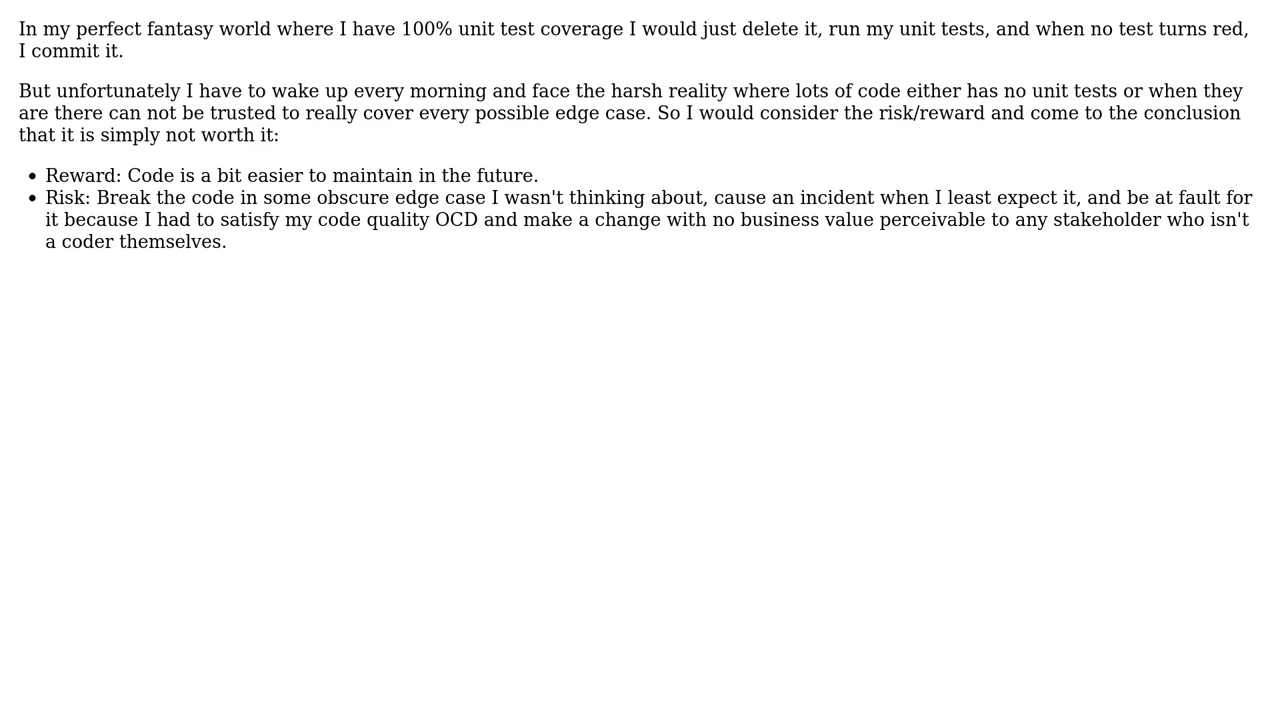 In my perfect fantasy world where I have 100% unit test coverage I would just delete it, run my unit tests, and when no test turns red,
I commit it.
But unfortunately I have to wake up every morning and face the harsh reality where lots of code either has no unit tests or when they
are there can not be trusted to really cover every possible edge case. So I would consider the risk/reward and come to the conclusion
that it is simply not worth it:
• Reward: Code is a bit easier to maintain in the future.
• Risk: Break the code in some obscure edge case I wasn't thinking about, cause an incident when I least expect it, and be at fault for
it because I had to satisfy my code quality OCD and make a change with no business value perceivable to any stakeholder who isn't
a coder themselves.